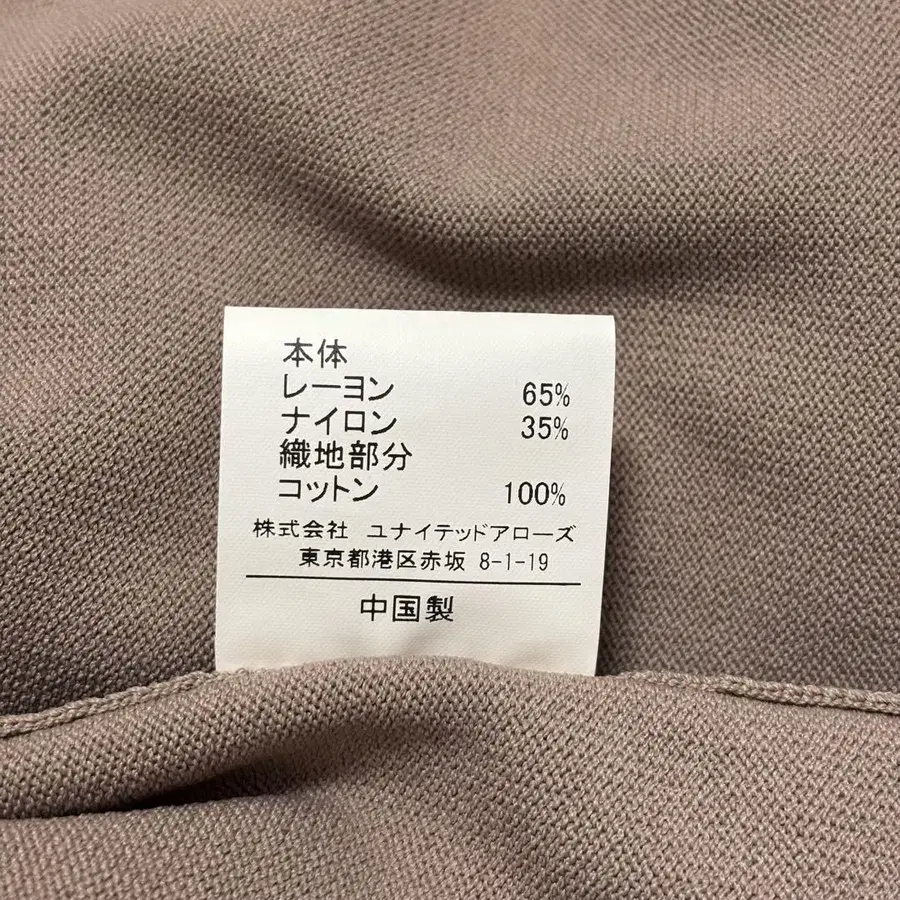 本体
レーヨン 65%
ナイロン 35%
織地部分
コットン 100%
株式会社 ユナイテッドアローズ
東京都港区赤坂 8-1-19
中国製